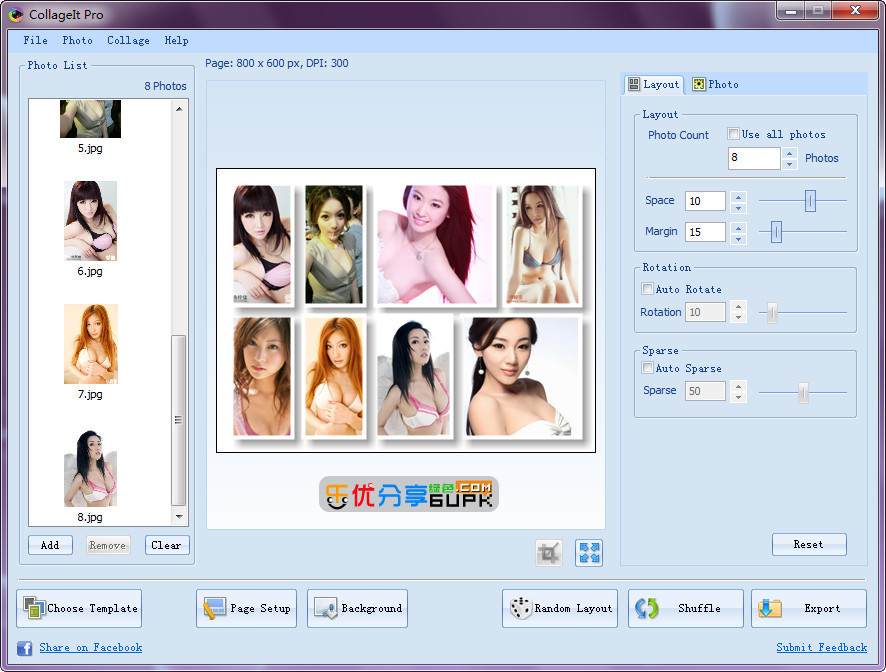 CollageIt Pro
File Photo Collage Help
Photo List
8 Photos
5.jpg
6.jpg
7.jpg
8.jpg
Add Remove Clear
Page: 800 x 600 px, DPI: 300
乐优分享绿色.COM
6UPK
Layout Photo
Layout
Photo Count Use all photos
8 Photos
Space 10
Margin 15
Rotation
Auto Rotate
Rotation 10
Sparse
Auto Sparse
Sparse 50
Reset
Choose Template Page Setup Background Random Layout Shuffle Export
Share on Facebook Submit Feedback